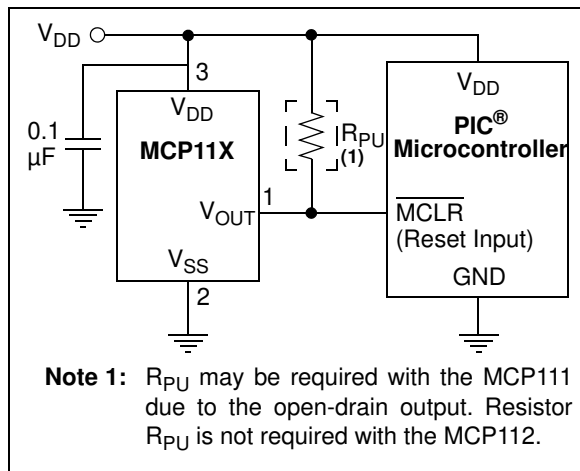 VDD
3
VDD
VDD
0.1
µF
MCP11X
RPU
(1)
PIC®
Microcontroller
1
VOUT
MCLR
(Reset Input)
VSS
2
GND
Note 1: RPU may be required with the MCP111
due to the open-drain output. Resistor
RPU is not required with the MCP112.